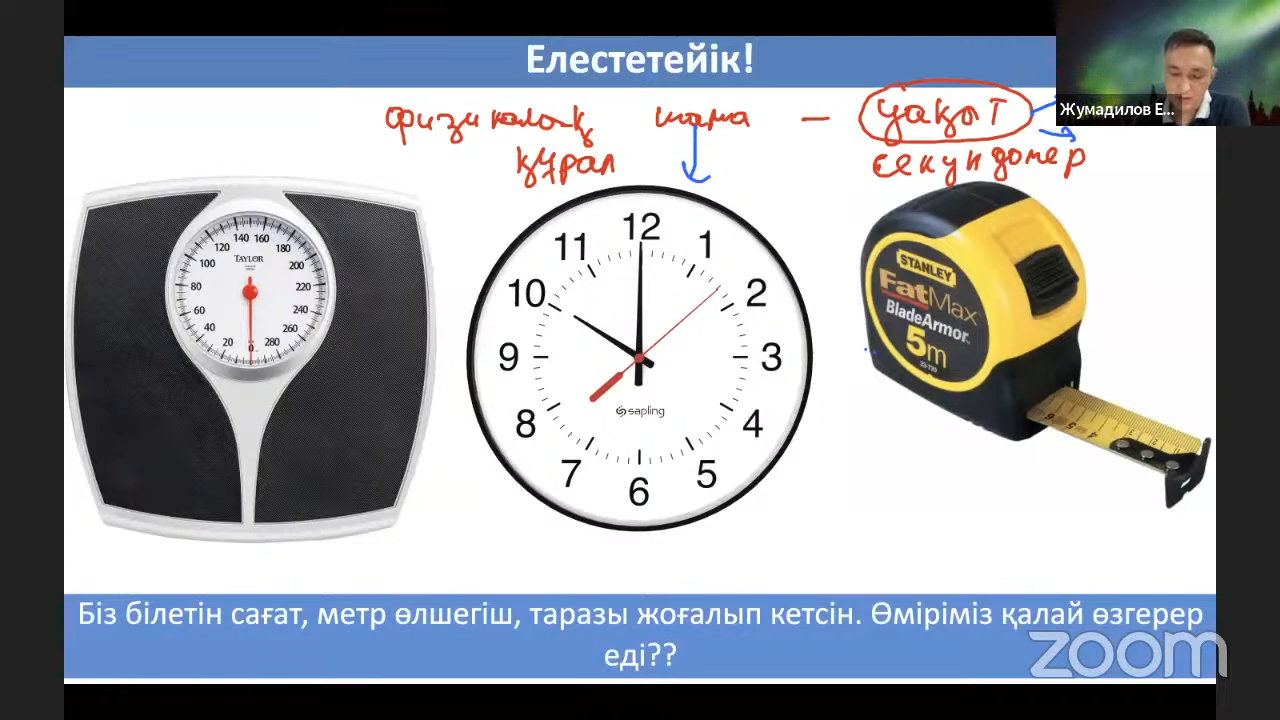 Елестетейік!
Жумадилов Е...
физикалық шама — уақыт
құрал секундомер
140 160
120 180
TAYLOR
100 200
80 220
60 240
40 260
20 0 280
12
11 1
10 2
9 3
8 4
7 5
6
sapling
STANLEY
FatMax
BladeArmor
5m
Біз білетін сағат, метр өлшегіш, таразы жоғалып кетсін. Өміріміз қалай өзгерер
еді??
zoom